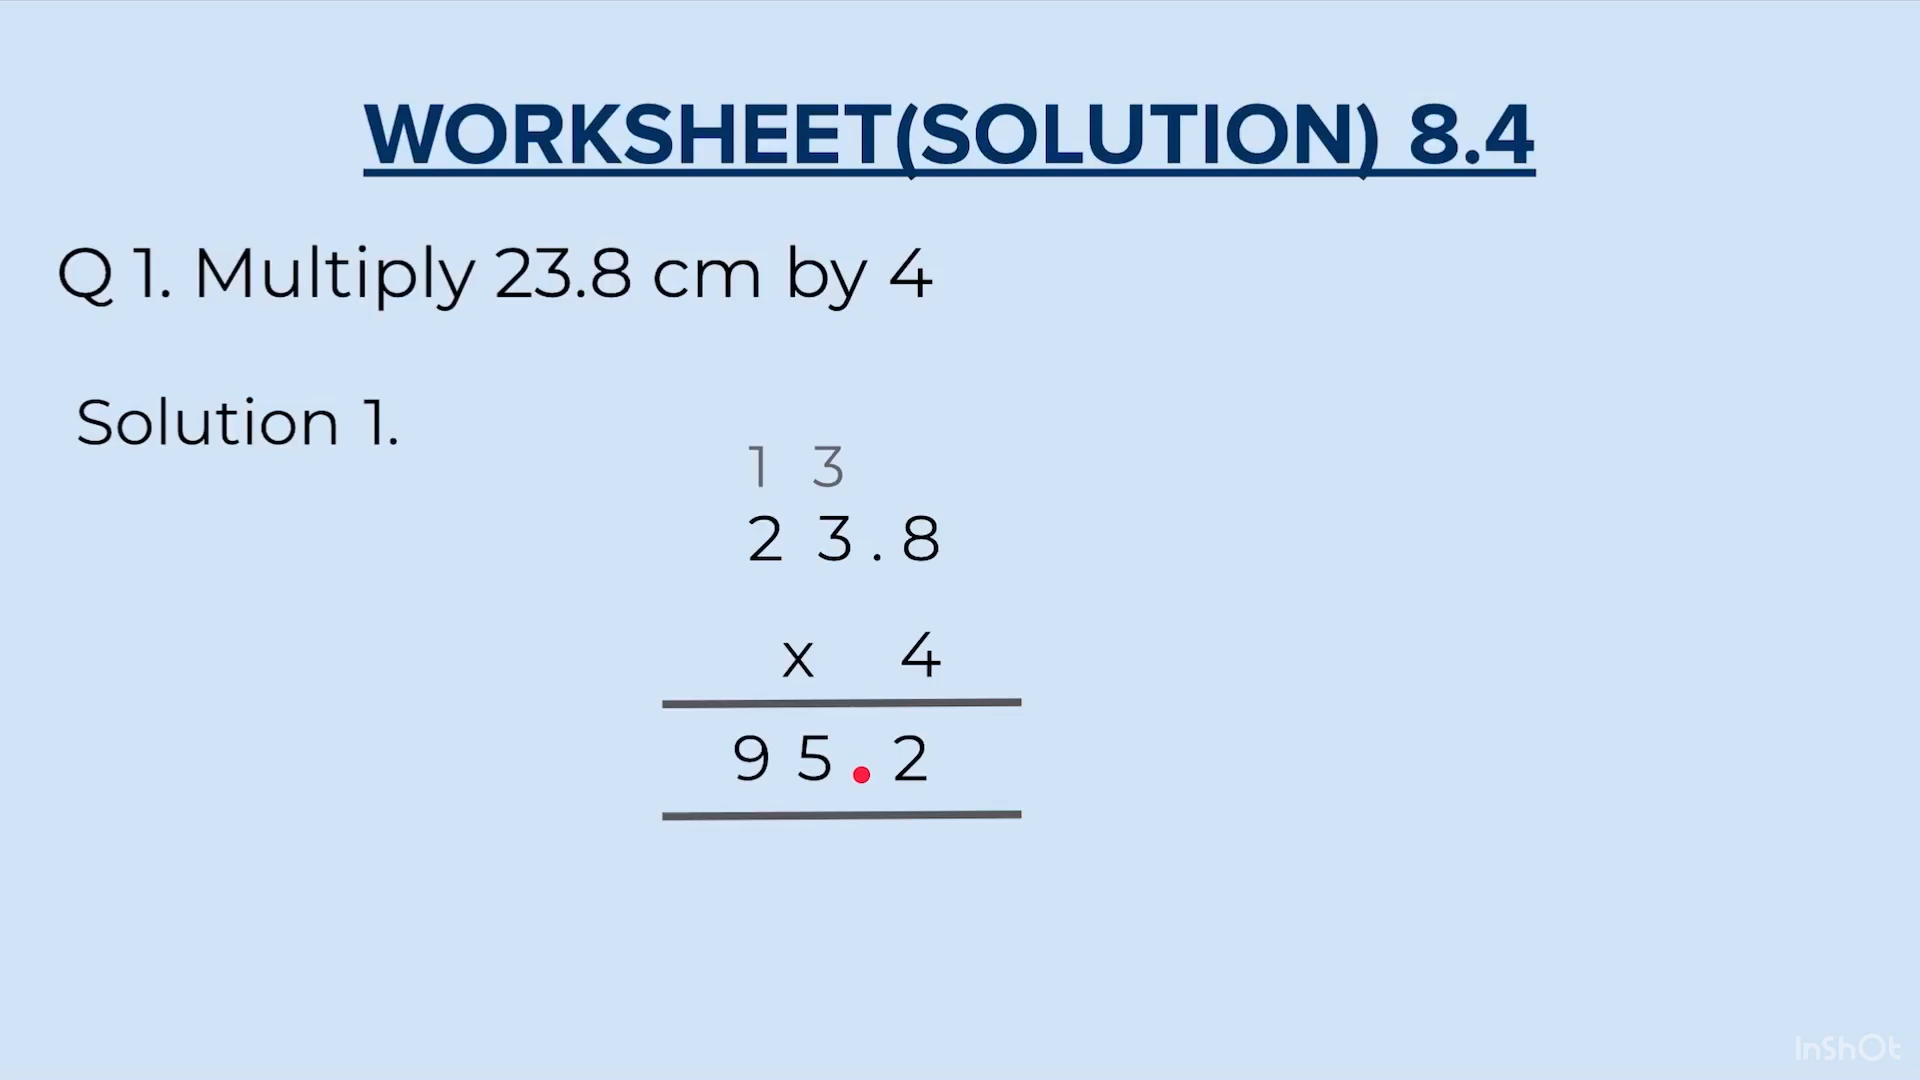 WORKSHEET(SOLUTION) 8.4
Q 1. Multiply 23.8 cm by 4
Solution 1.
1 3
2 3 . 8
x 4
9 5 . 2
InShOt